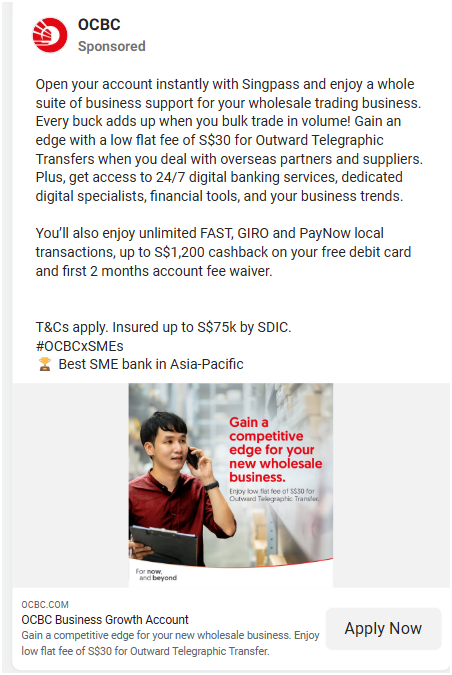 OCBC
Sponsored
Open your account instantly with Singpass and enjoy a whole
suite of business support for your wholesale trading business.
Every buck adds up when you bulk trade in volume! Gain an
edge with a low flat fee of S$30 for Outward Telegraphic
Transfers when you deal with overseas partners and suppliers.
Plus, get access to 24/7 digital banking services, dedicated
digital specialists, financial tools, and your business trends.
You’ll also enjoy unlimited FAST, GIRO and PayNow local
transactions, up to S$1,200 cashback on your free debit card
and first 2 months account fee waiver.
T&Cs apply. Insured up to S$75k by SDIC.
#OCBCxSMEs
🏆 Best SME bank in Asia-Pacific
Gain a
competitive
edge for your
new wholesale
business.
Enjoy low flat fee of S$30 for
Outward Telegraphic Transfer.
For now,
and beyond
OCBC.COM
OCBC Business Growth Account
Gain a competitive edge for your new wholesale business. Enjoy
low flat fee of S$30 for Outward Telegraphic Transfer.
Apply Now